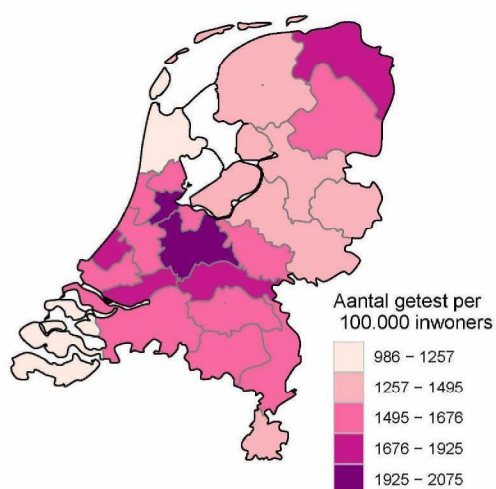 Aantal getest per
100.000 inwoners
986 – 1257
1257 – 1495
1495 – 1676
1676 – 1925
1925 – 2075